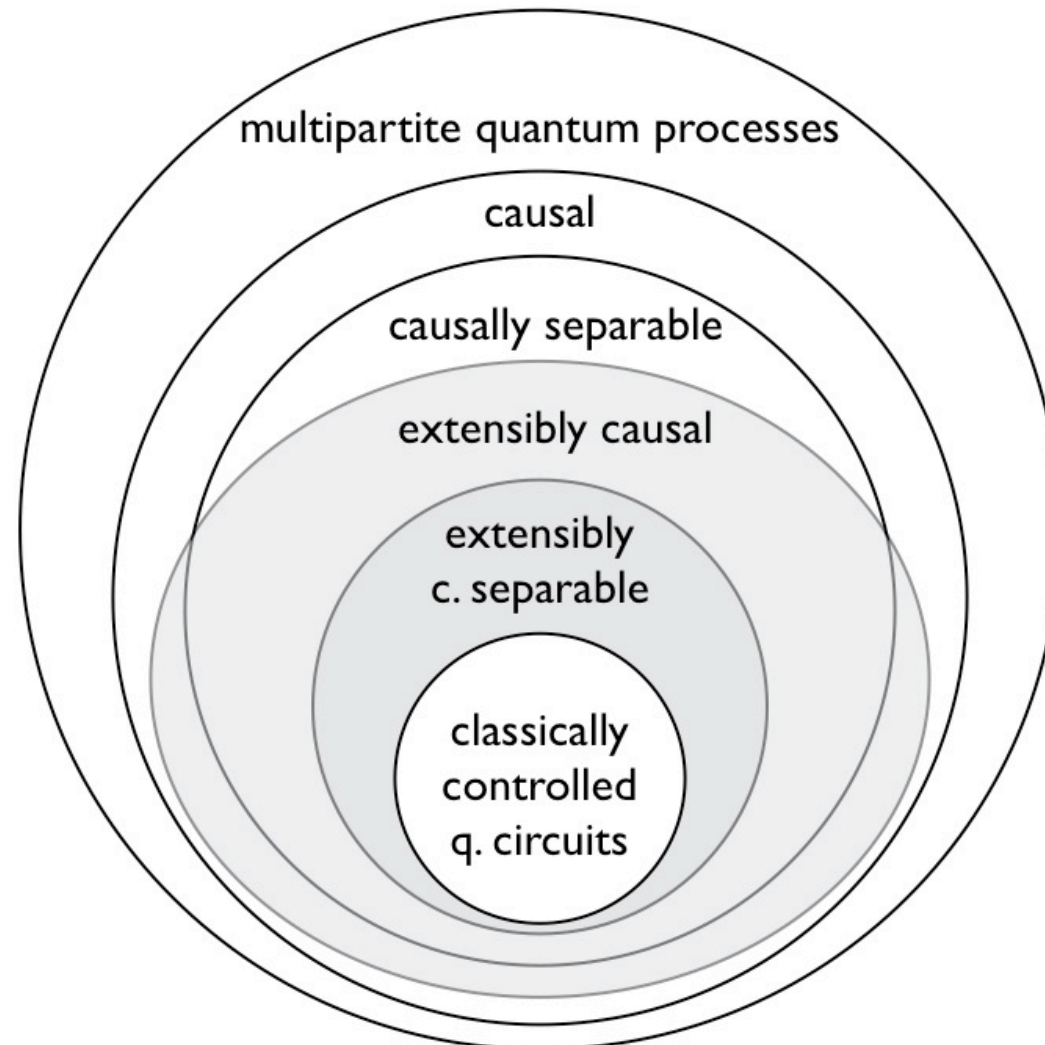 multipartite quantum processes
causal
causally separable
extensibly causal
extensibly
c. separable
classically
controlled
q. circuits